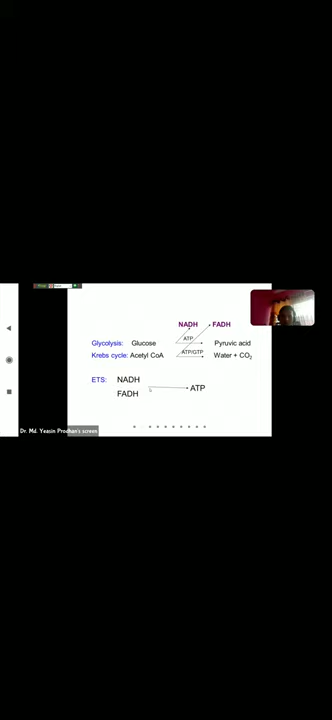 NADH FADH
ATP
Glycolysis: Glucose Pyruvic acid
ATP/GTP
Krebs cycle: Acetyl CoA Water + CO₂
ETS: NADH
ATP
FADH
Dr. Md. Yeasin Prodhan's screen